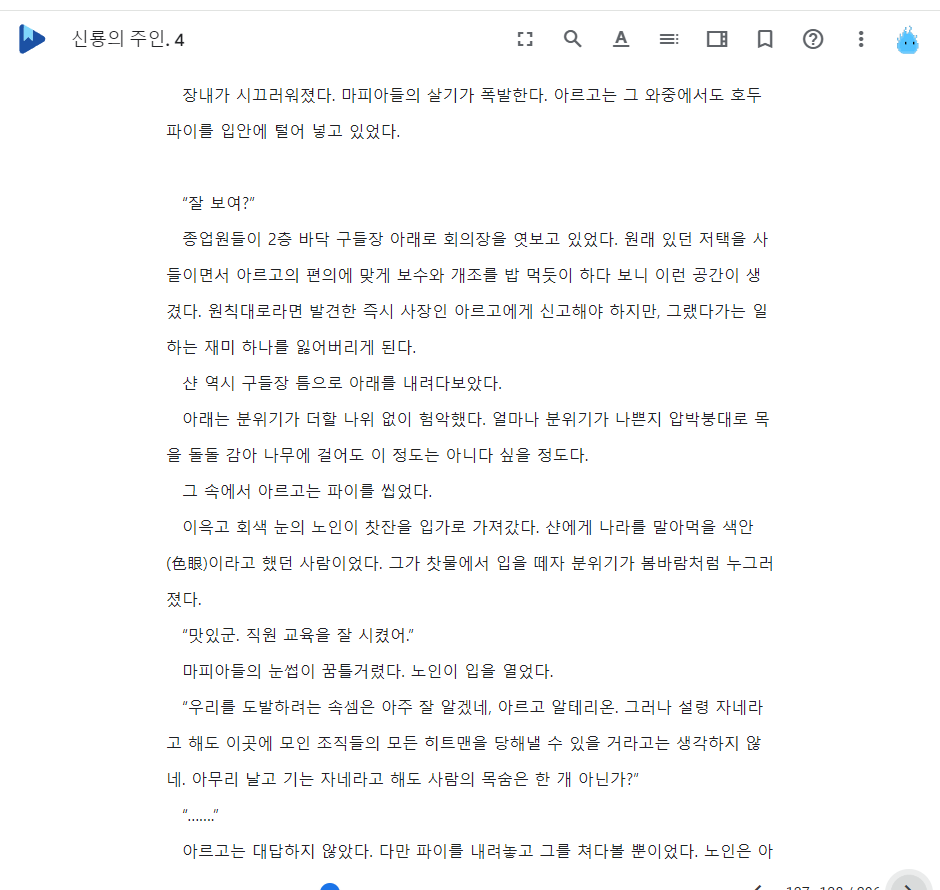 신룡의 주인. 4
장내가 시끄러워졌다. 마피아들의 살기가 폭발한다. 아르고는 그 와중에서도 호두
파이를 입안에 털어 넣고 있었다.
“잘 보여?”
종업원들이 2층 바닥 구들장 아래로 회의장을 엿보고 있었다. 원래 있던 저택을 사
들이면서 아르고의 편의에 맞게 보수와 개조를 밥 먹듯이 하다 보니 이런 공간이 생
겼다. 원칙대로라면 발견한 즉시 사장인 아르고에게 신고해야 하지만, 그랬다가는 일
하는 재미 하나를 잃어버리게 된다.
샨 역시 구들장 틈으로 아래를 내려다보았다.
아래는 분위기가 더할 나위 없이 험악했다. 얼마나 분위기가 나쁜지 압박붕대로 목
을 돌돌 감아 나무에 걸어도 이 정도는 아니다 싶을 정도다.
그 속에서 아르고는 파이를 씹었다.
이윽고 회색 눈의 노인이 찻잔을 입가로 가져갔다. 샨에게 나라를 말아먹을 색안
(色眼)이라고 했던 사람이었다. 그가 찻물에서 입을 떼자 분위기가 봄바람처럼 누그러
졌다.
“맛있군. 직원 교육을 잘 시켰어.”
마피아들의 눈썹이 꿈틀거렸다. 노인이 입을 열었다.
“우리를 도발하려는 속셈은 아주 잘 알겠네, 아르고 알테리온. 그러나 설령 자네라
고 해도 이곳에 모인 조직들의 모든 히트맨을 당해낼 수 있을 거라고는 생각하지 않
네. 아무리 날고 기는 자네라고 해도 사람의 목숨은 한 개 아닌가?”
“…….”
아르고는 대답하지 않았다. 다만 파이를 내려놓고 그를 쳐다볼 뿐이었다. 노인은 아